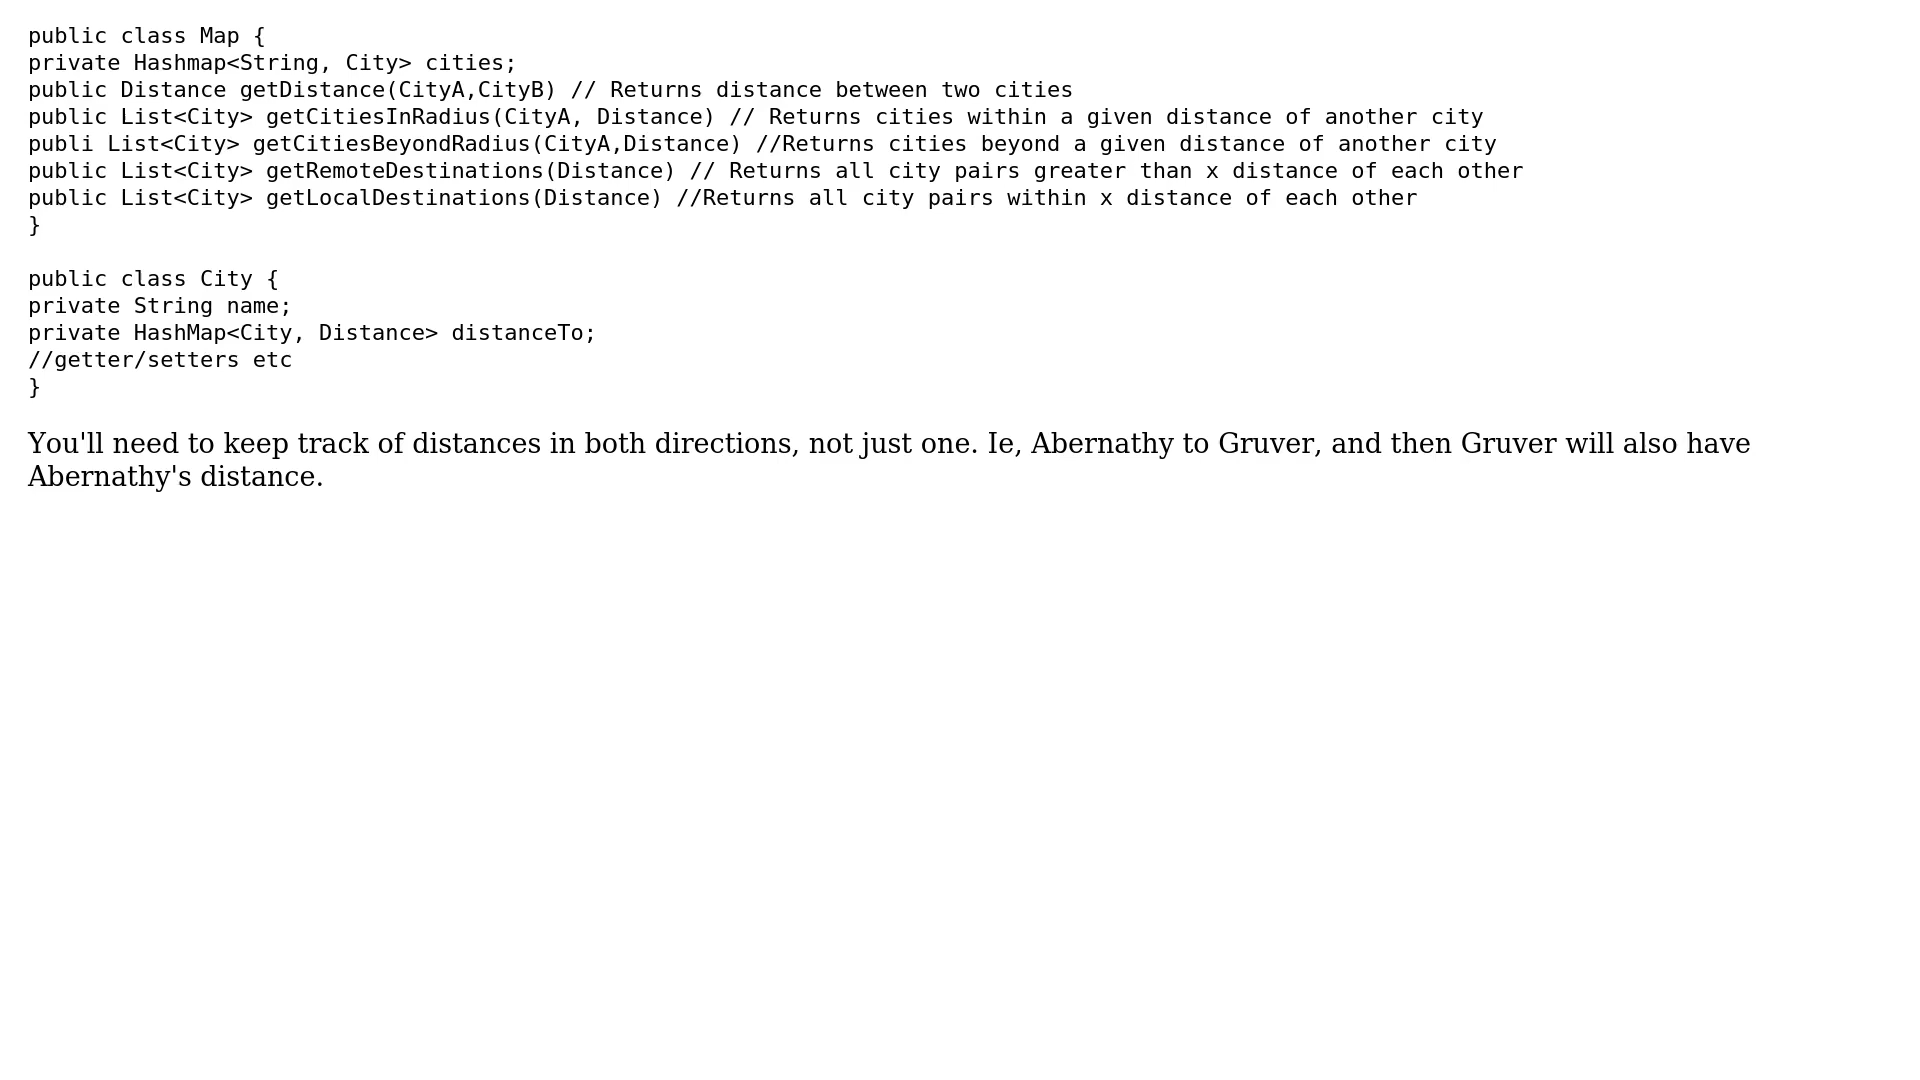 public class Map {
private Hashmap<String, City> cities;
public Distance getDistance(CityA,CityB) // Returns distance between two cities
public List<City> getCitiesInRadius(CityA, Distance) // Returns cities within a given distance of another city
publi List<City> getCitiesBeyondRadius(CityA,Distance) //Returns cities beyond a given distance of another city
public List<City> getRemoteDestinations(Distance) // Returns all city pairs greater than x distance of each other
public List<City> getLocalDestinations(Distance) //Returns all city pairs within x distance of each other
}

public class City {
private String name;
private HashMap<City, Distance> distanceTo;
//getter/setters etc
}

You'll need to keep track of distances in both directions, not just one. Ie, Abernathy to Gruver, and then Gruver will also have
Abernathy's distance.